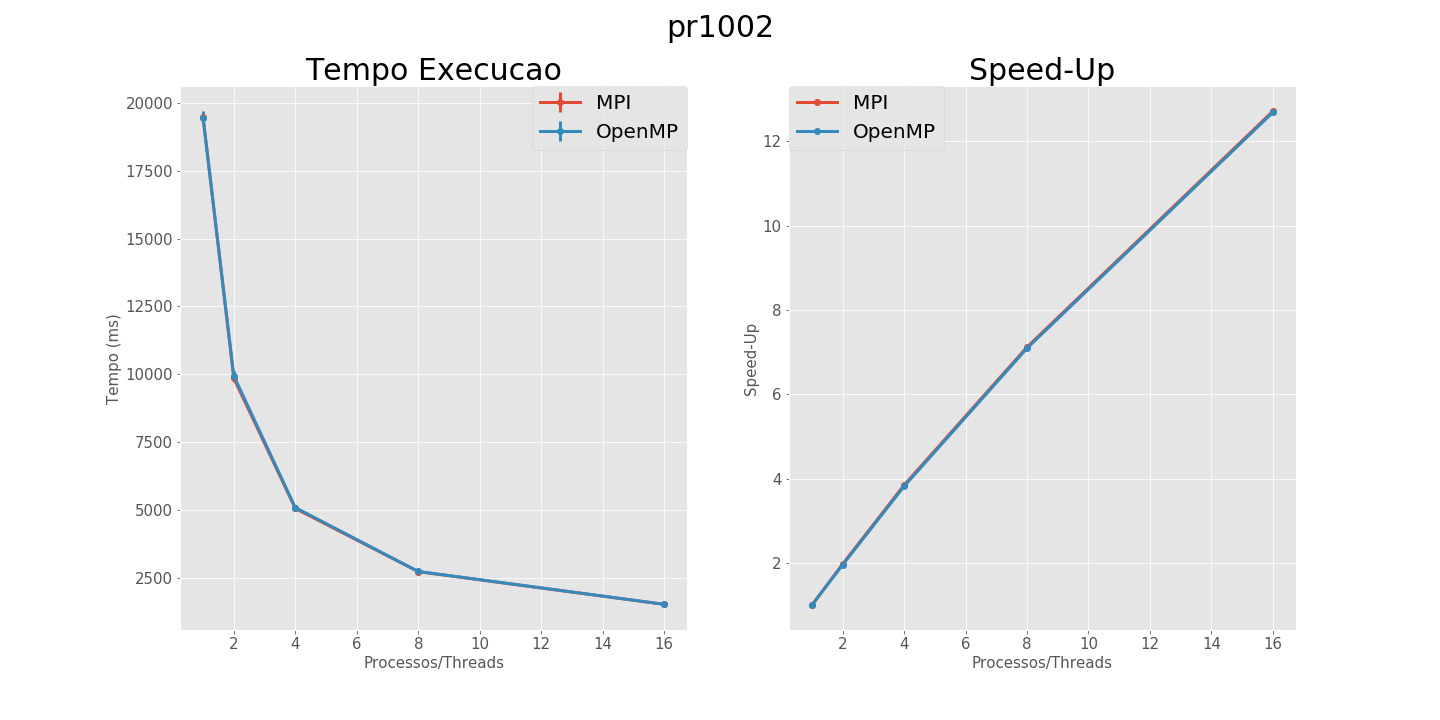 pr1002
Tempo Execucao
MPI
OpenMP
20000
17500
15000
12500
10000
7500
5000
2500
Tempo (ms)
2 4 6 8 10 12 14 16
Processos/Threads
Speed-Up
MPI
OpenMP
12
10
8
6
4
2
Speed-Up
2 4 6 8 10 12 14 16
Processos/Threads